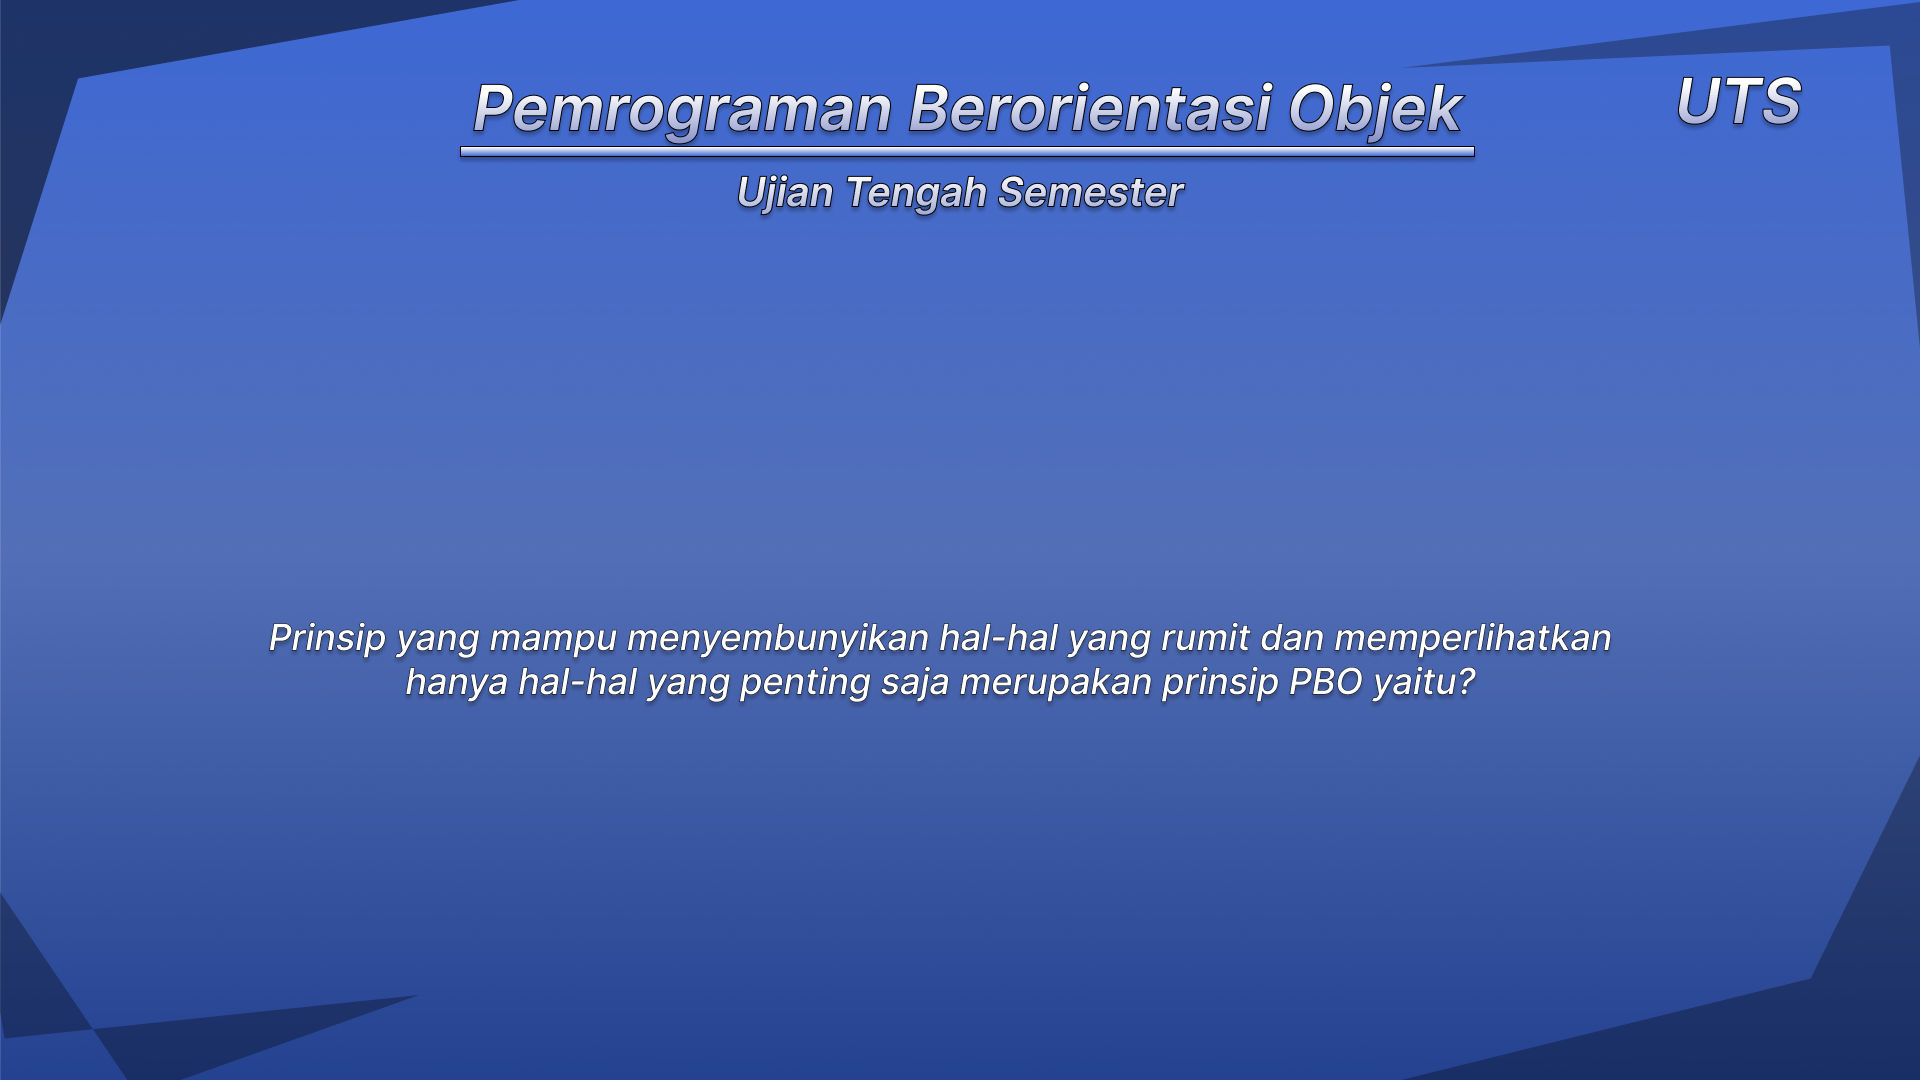 Pemrograman Berorientasi Objek
UTS
Ujian Tengah Semester
Prinsip yang mampu menyembunyikan hal-hal yang rumit dan memperlihatkan
hanya hal-hal yang penting saja merupakan prinsip PBO yaitu?